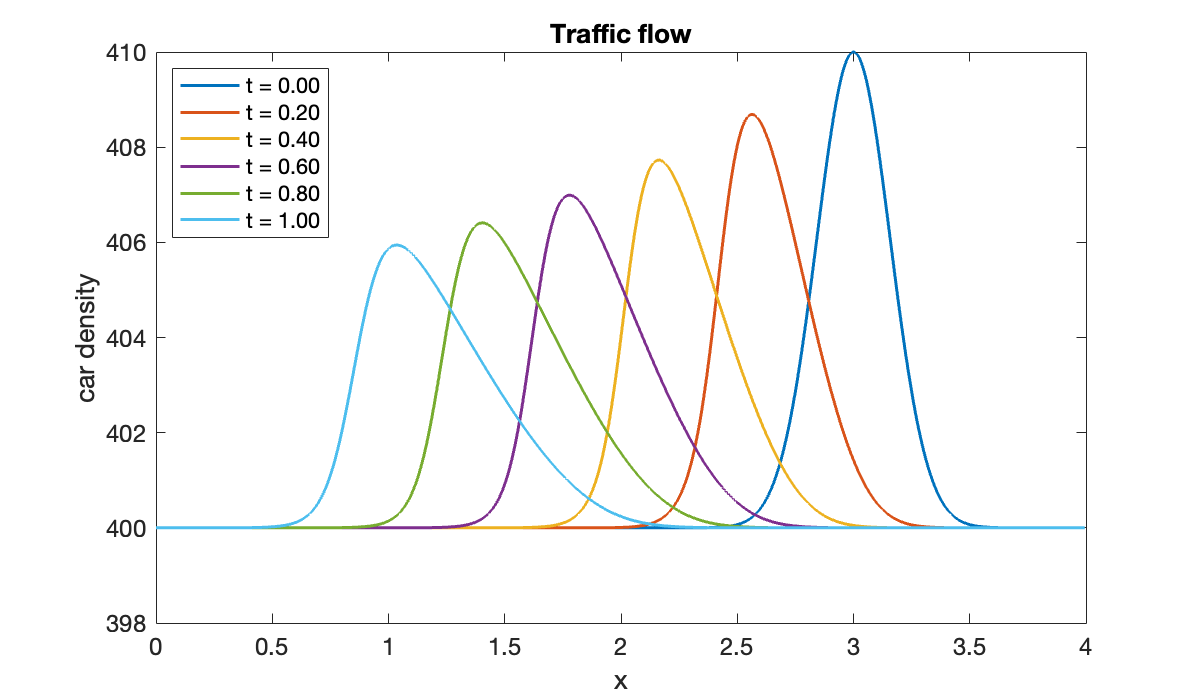 Traffic flow
410
408
406
404
402
400
398
car density
t = 0.00
t = 0.20
t = 0.40
t = 0.60
t = 0.80
t = 1.00
0 0.5 1 1.5 2 2.5 3 3.5 4
x